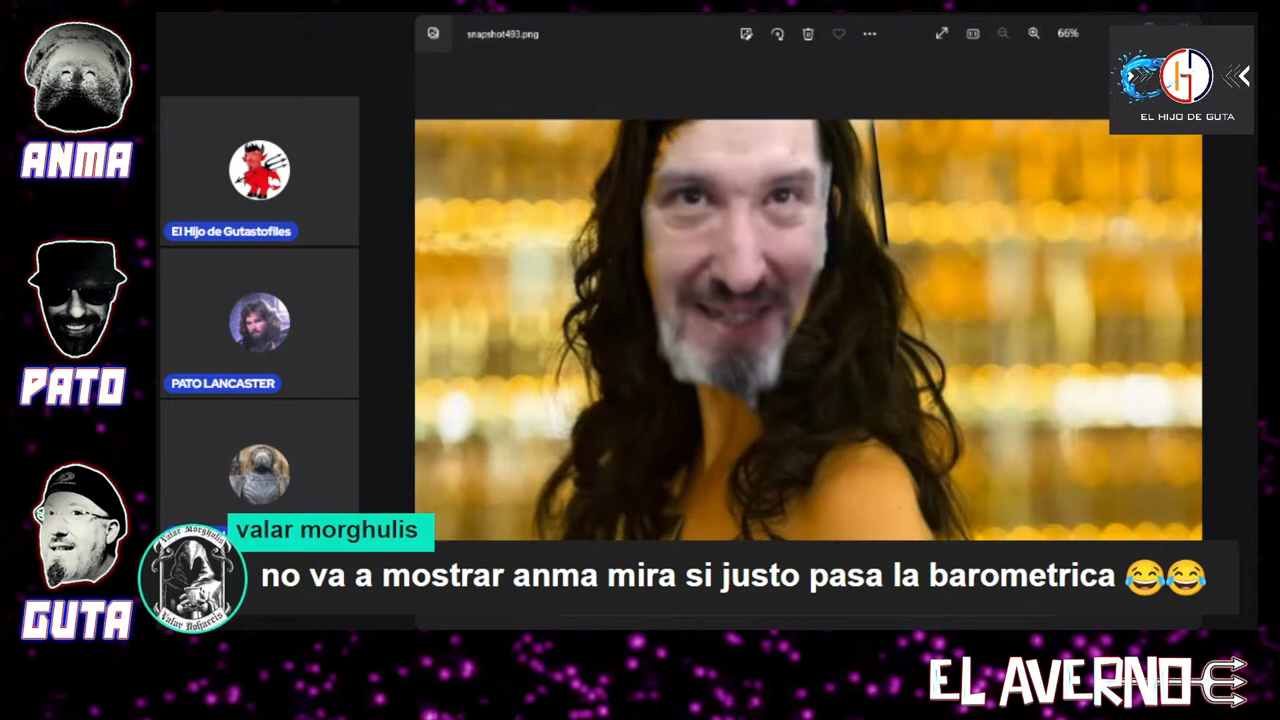 ANMA
PATO
GUTA
snapshot493.png
66%
EL HIJO DE GUTA
El Hijo de Gutastofiles
PATO LANCASTER
valar morghulis
Valar Morghulis
Valar Dohaeris
no va a mostrar anma mira si justo pasa la barometrica 😂😂
EL AVERNO